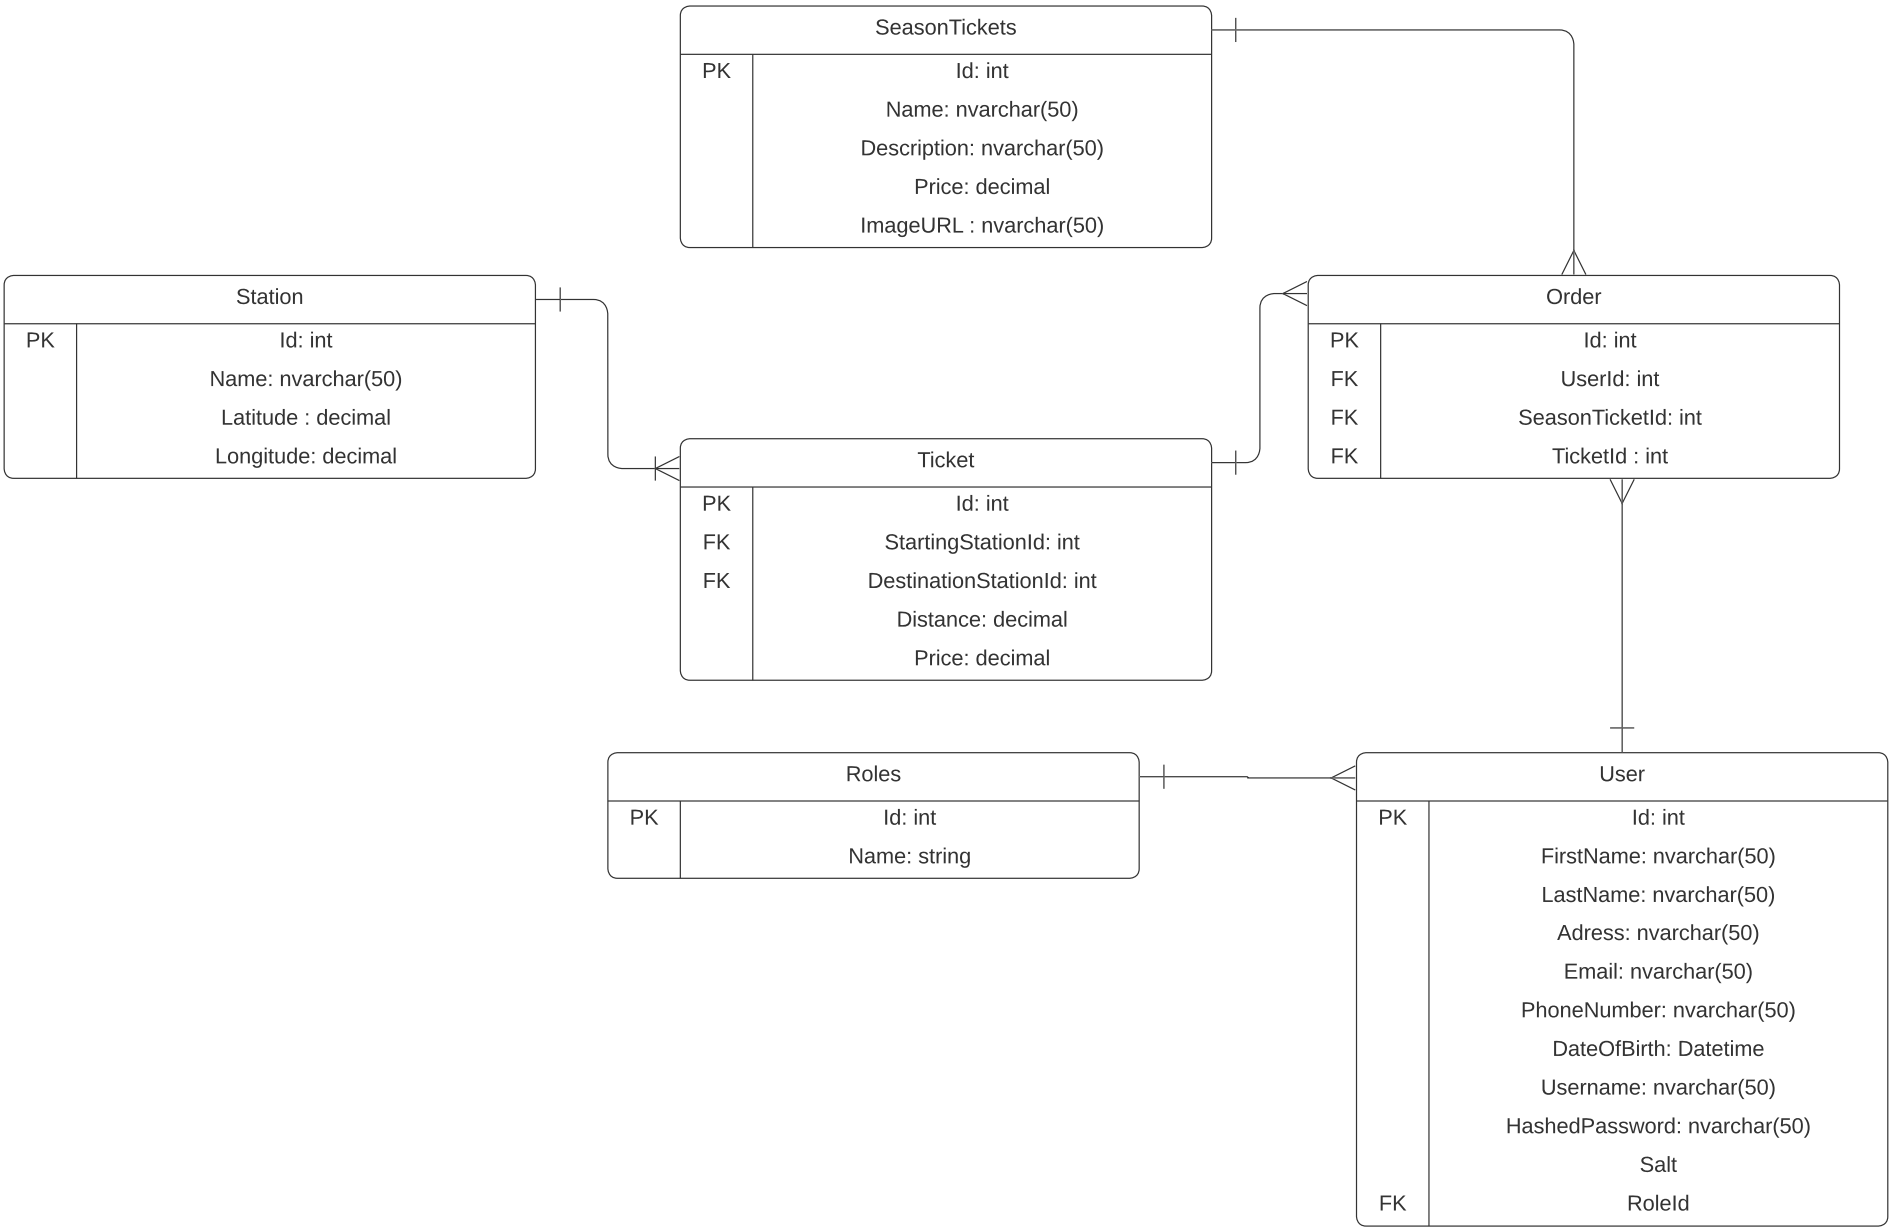 SeasonTickets
PK Id: int
Name: nvarchar(50)
Description: nvarchar(50)
Price: decimal
ImageURL : nvarchar(50)
Station
PK Id: int
Name: nvarchar(50)
Latitude : decimal
Longitude: decimal
Order
PK Id: int
FK UserId: int
FK SeasonTicketId: int
FK TicketId : int
Ticket
PK Id: int
FK StartingStationId: int
FK DestinationStationId: int
Distance: decimal
Price: decimal
Roles
PK Id: int
Name: string
User
PK Id: int
FirstName: nvarchar(50)
LastName: nvarchar(50)
Adress: nvarchar(50)
Email: nvarchar(50)
PhoneNumber: nvarchar(50)
DateOfBirth: Datetime
Username: nvarchar(50)
HashedPassword: nvarchar(50)
Salt
FK RoleId